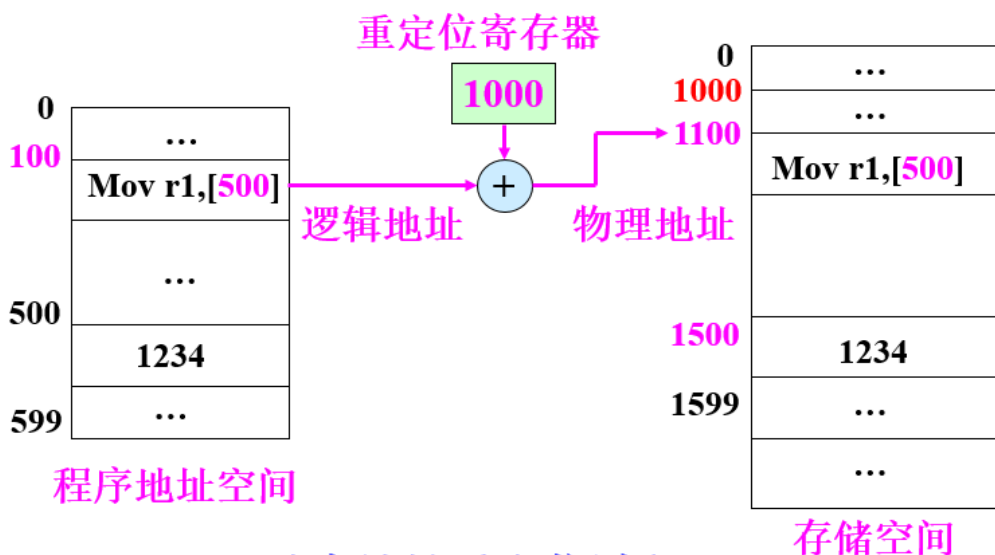 重定位寄存器
1000
0
…
100
Mov r1,[500]
…
500
1234
…
599
程序地址空间
+
逻辑地址
物理地址
0
…
1000
…
1100
Mov r1,[500]
1500
1234
1599
…
…
存储空间